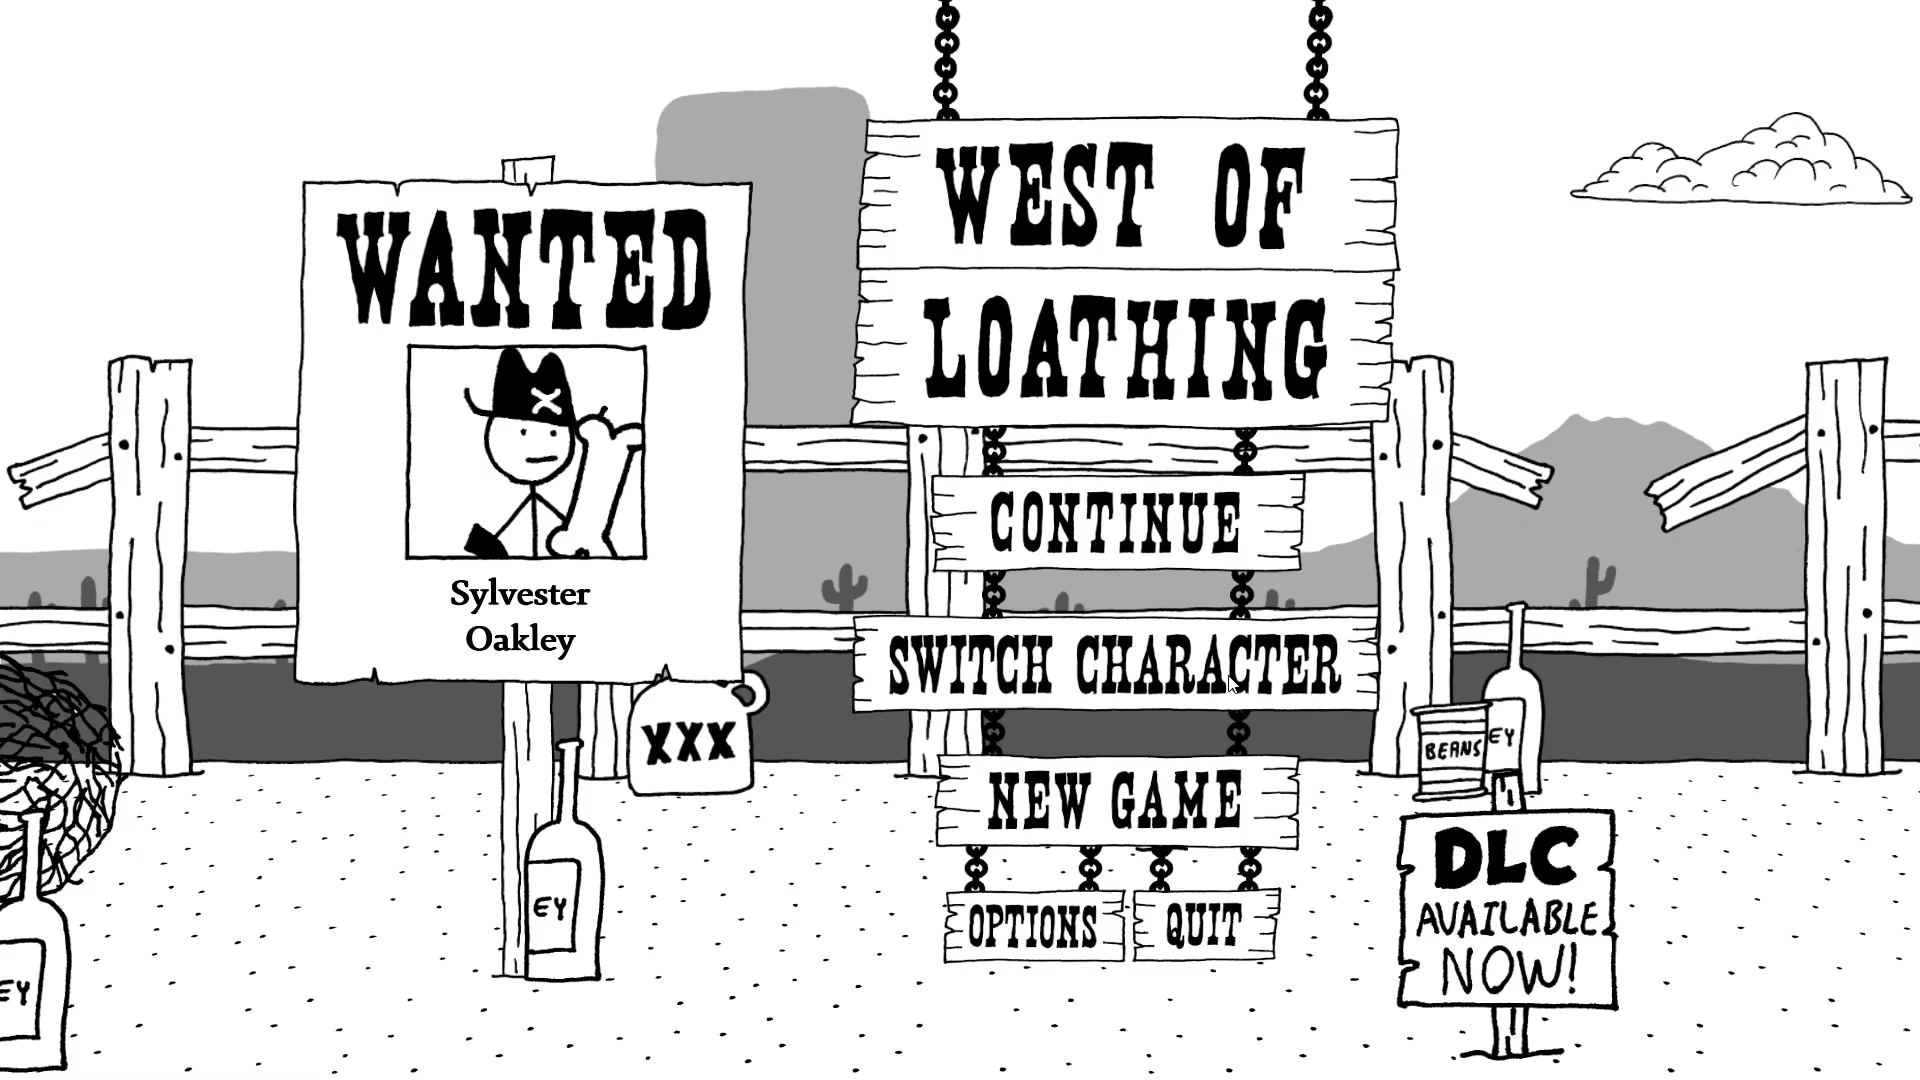 WANTED
Sylvester
Oakley
WEST OF
LOATHING
CONTINUE
SWITCH CHARACTER
NEW GAME
OPTIONS
QUIT
XXX
EY
EY
BEANS
EY
DLC
AVAILABLE
NOW!